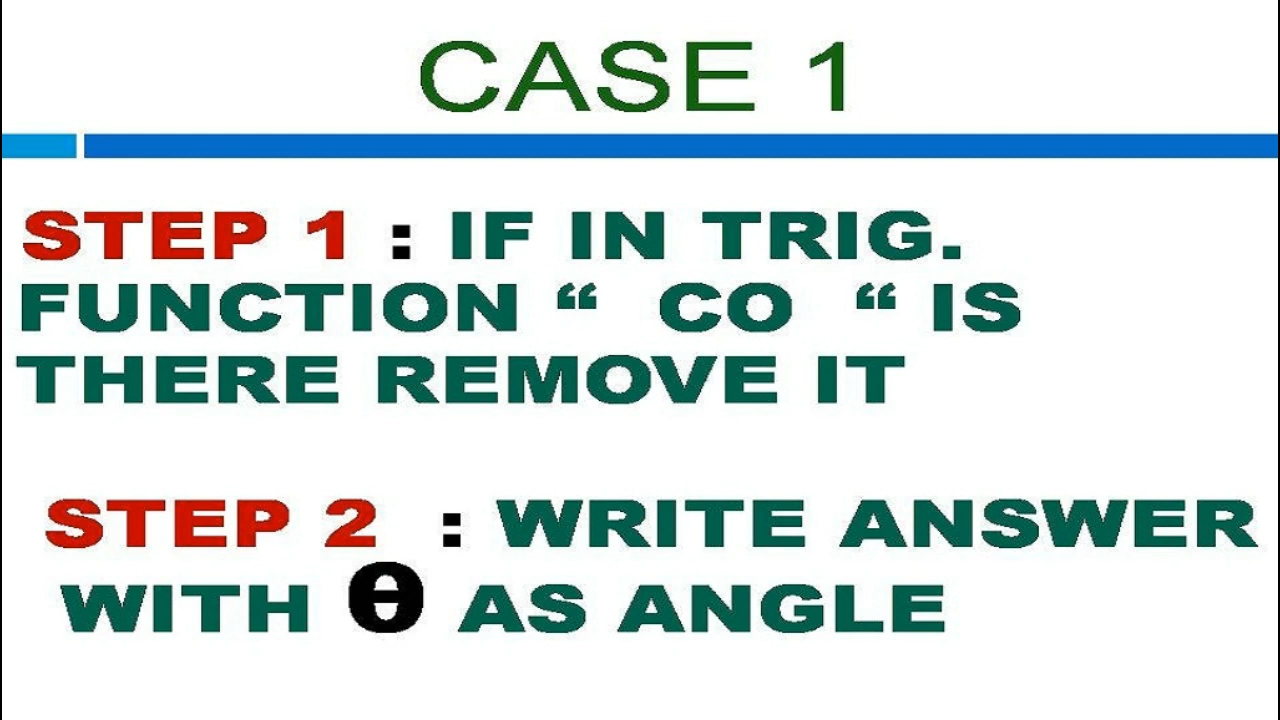 CASE 1
STEP 1 : IF IN TRIG.
FUNCTION “ CO “ IS
THERE REMOVE IT
STEP 2 : WRITE ANSWER
WITH θ AS ANGLE